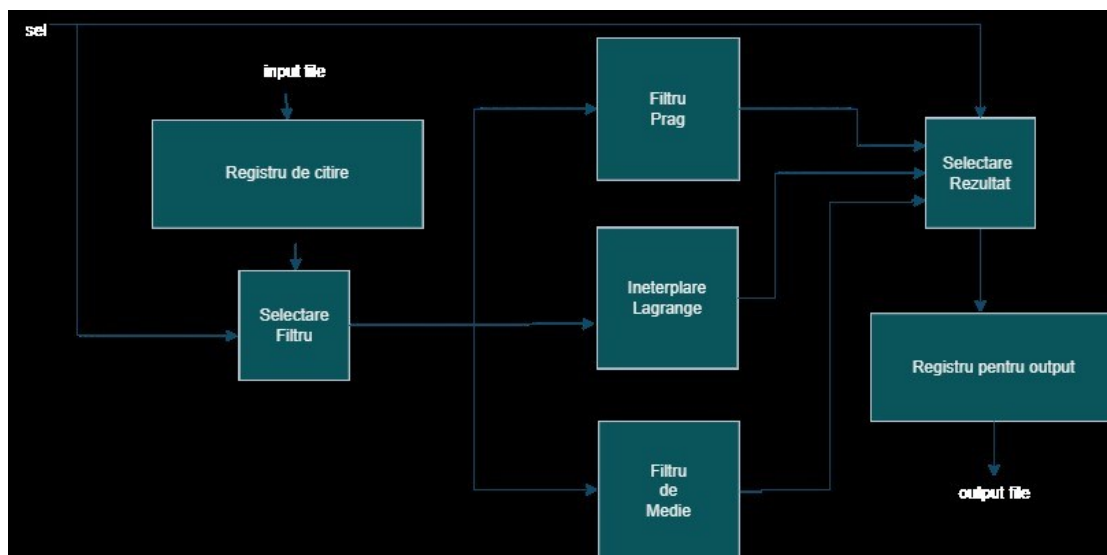 sel
input file
Registru de citire
Selectare
Filtru
Filtru
Prag
Ineterplare
Lagrange
Filtru
de
Medie
Selectare
Rezultat
Registru pentru output
output file